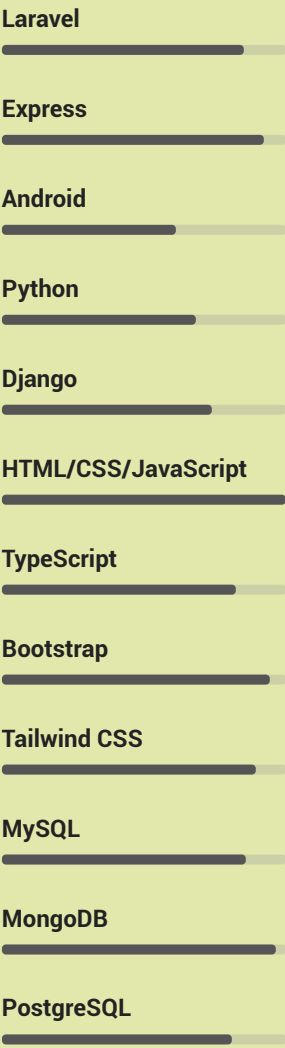 Laravel
Express
Android
Python
Django
HTML/CSS/JavaScript
TypeScript
Bootstrap
Tailwind CSS
MySQL
MongoDB
PostgreSQL